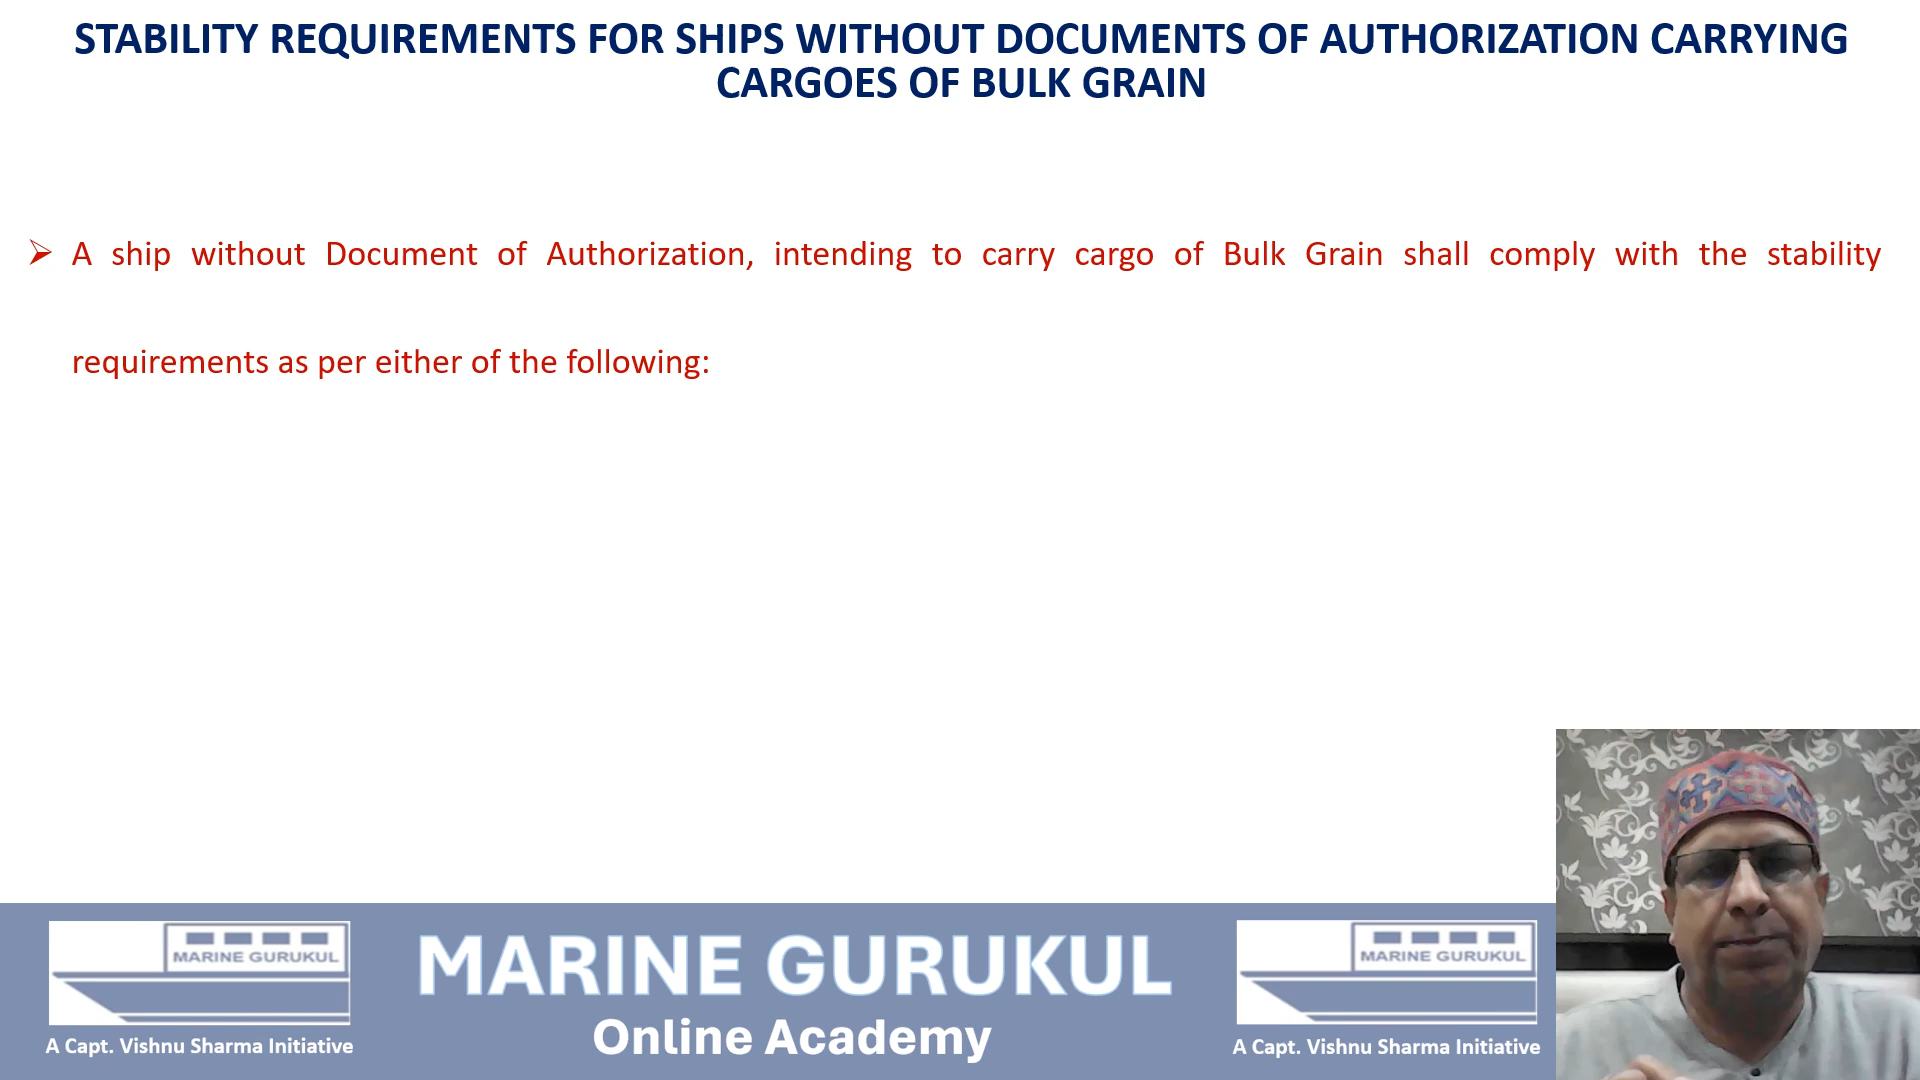 STABILITY REQUIREMENTS FOR SHIPS WITHOUT DOCUMENTS OF AUTHORIZATION CARRYING
CARGOES OF BULK GRAIN
➢ A ship without Document of Authorization, intending to carry cargo of Bulk Grain shall comply with the stability
requirements as per either of the following:
MARINE GURUKUL
A Capt. Vishnu Sharma Initiative
MARINE GURUKUL
Online Academy
MARINE GURUKUL
A Capt. Vishnu Sharma Initiative